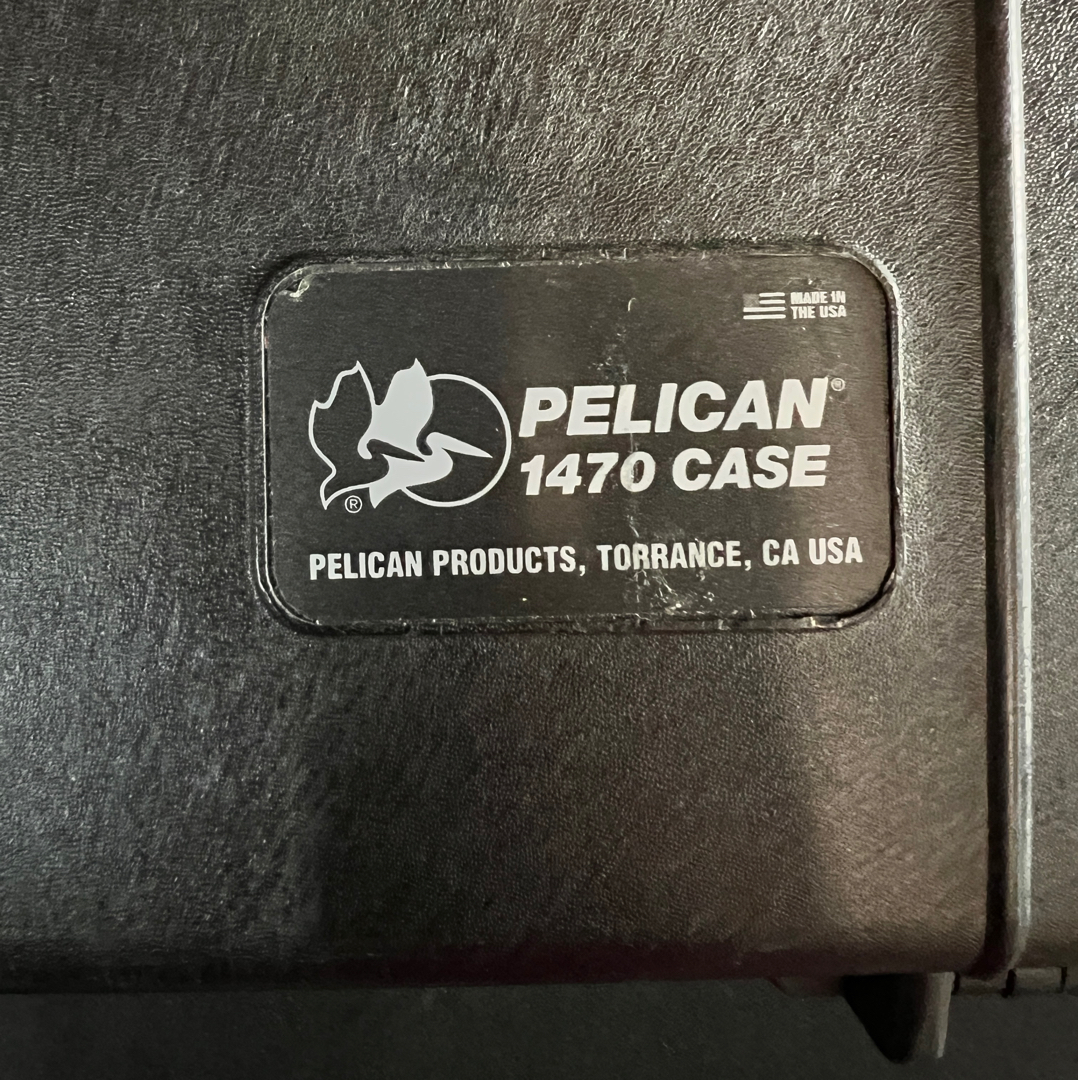 MADE IN
THE USA
PELICAN®
1470 CASE
®
PELICAN PRODUCTS, TORRANCE, CA USA